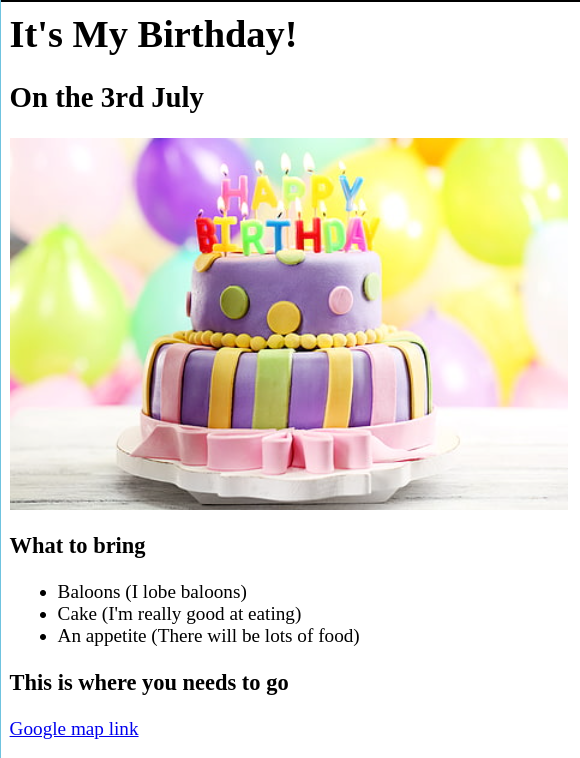 It's My Birthday!
On the 3rd July
HAPPY
BIRTHDAY
What to bring
Baloons (I lobe baloons)
Cake (I'm really good at eating)
An appetite (There will be lots of food)
This is where you needs to go
Google map link